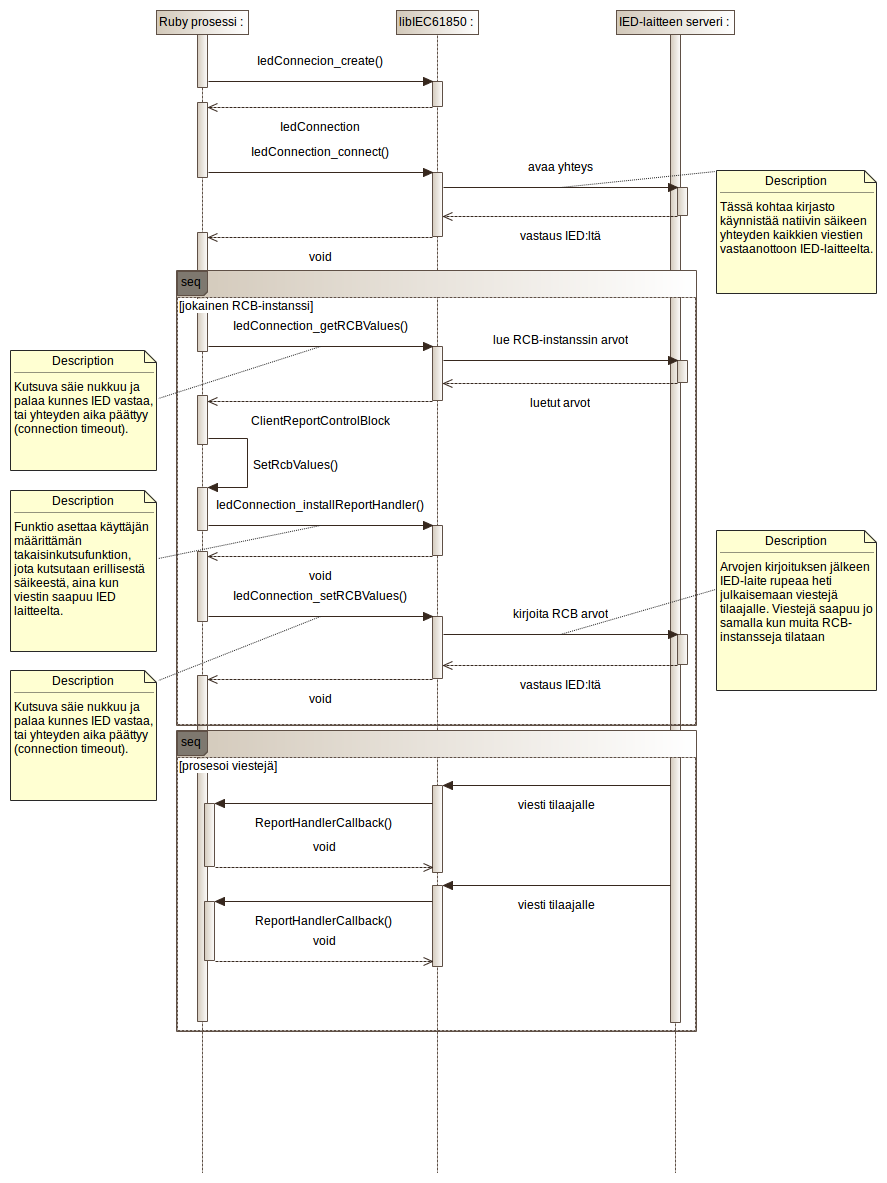 Ruby prosessi :
libIEC61850 :
IED-laitteen serveri :
IedConnecion_create()
IedConnection
IedConnection_connect()
avaa yhteys
vastaus IED:ltä
void
Description
Tässä kohtaa kirjasto
käynnistää natiivin säikeen
yhteyden kaikkien viestien
vastaanottoon IED-laitteelta.
seq
[jokainen RCB-instanssi]
IedConnection_getRCBValues()
lue RCB-instanssin arvot
luetut arvot
Description
Kutsuva säie nukkuu ja
palaa kunnes IED vastaa,
tai yhteyden aika päättyy
(connection timeout).
ClientReportControlBlock
SetRcbValues()
IedConnection_installReportHandler()
Description
Funktio asettaa käyttäjän
määrittämän
takaisinkutsufunktion,
jota kutsutaan erillisestä
säikeestä, aina kun
viestin saapuu IED
laitteelta.
void
IedConnection_setRCBValues()
kirjoita RCB arvot
vastaus IED:ltä
Description
Arvojen kirjoituksen jälkeen
IED-laite rupeaa heti
julkaisemaan viestejä
tilaajalle. Viestejä saapuu jo
samalla kun muita RCB-
instansseja tilataan
Description
Kutsuva säie nukkuu ja
palaa kunnes IED vastaa,
tai yhteyden aika päättyy
(connection timeout).
void
seq
[prosesoi viestejä]
viesti tilaajalle
ReportHandlerCallback()
void
viesti tilaajalle
ReportHandlerCallback()
void